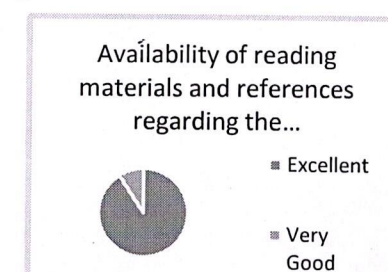 Availability of reading
materials and references
regarding the...
Excellent
Very
Good